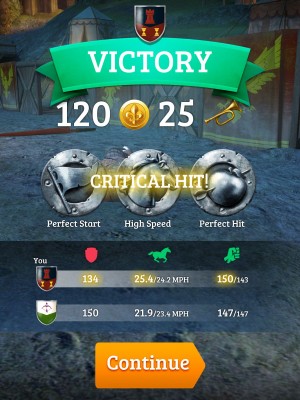 VICTORY
120 25
CRITICAL HIT!
Perfect Start High Speed Perfect Hit
You
134 25.4/24.2 MPH 150/143
150 21.9/23.4 MPH 147/147
Continue